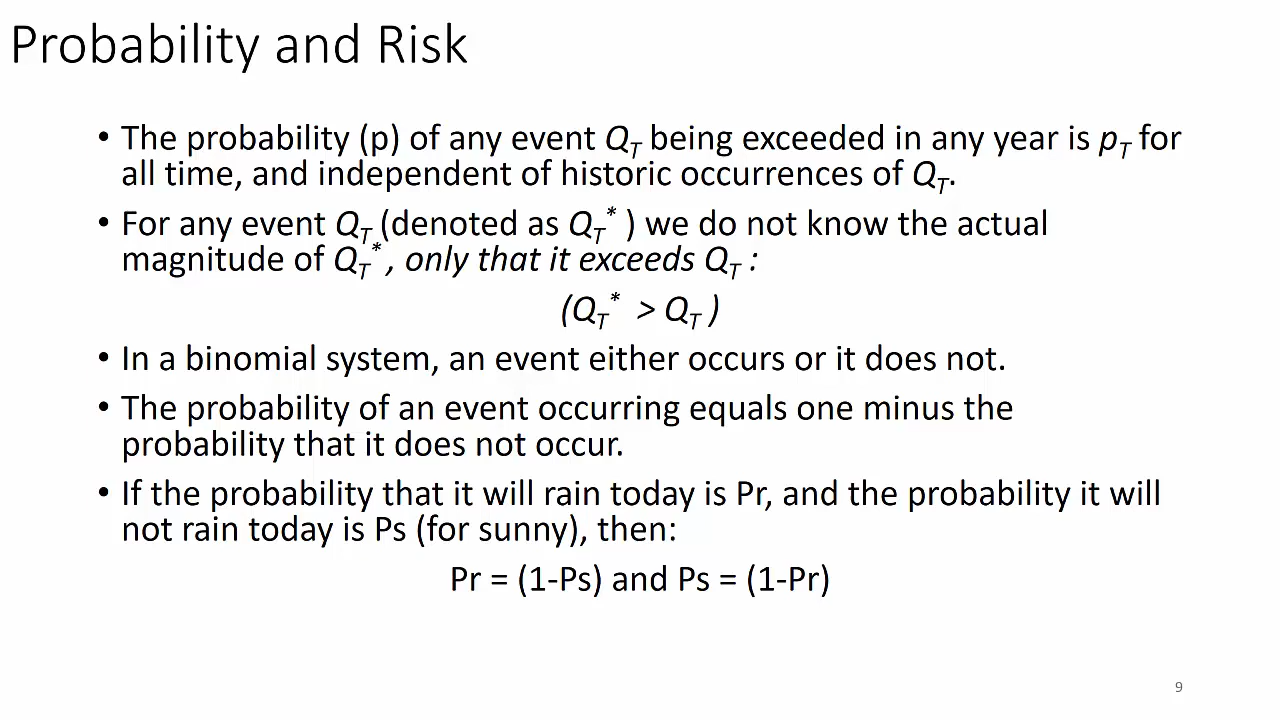 Probability and Risk
• The probability (p) of any event Q_T being exceeded in any year is p_T for
all time, and independent of historic occurrences of Q_T.
• For any event Q_T (denoted as Q_T* ) we do not know the actual
magnitude of Q_T* , only that it exceeds Q_T :
(Q_T* > Q_T )
• In a binomial system, an event either occurs or it does not.
• The probability of an event occurring equals one minus the
probability that it does not occur.
• If the probability that it will rain today is Pr, and the probability it will
not rain today is Ps (for sunny), then:
Pr = (1-Ps) and Ps = (1-Pr)
9